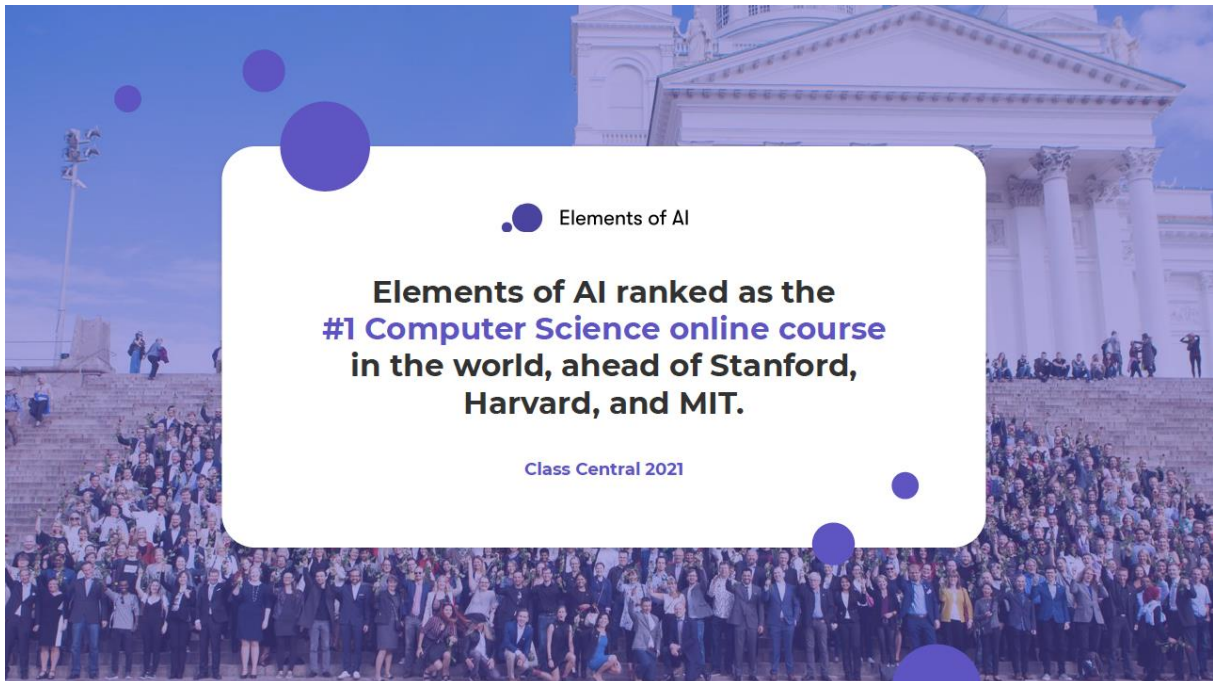 Elements of AI
Elements of AI ranked as the
#1 Computer Science online course
in the world, ahead of Stanford,
Harvard, and MIT.
Class Central 2021